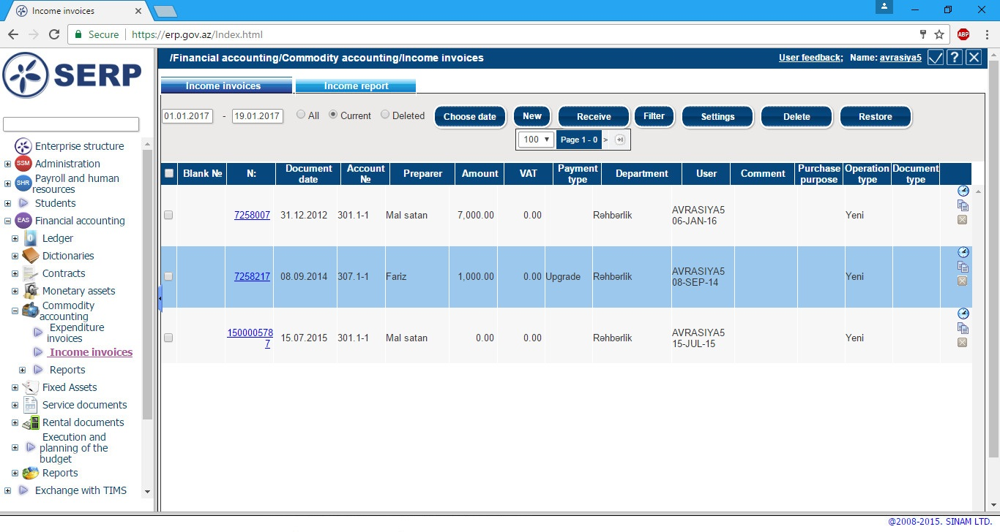 Income invoices
Secure https://erp.gov.az/Index.html
ABP
SERP
/Financial accounting/Commodity accounting/Income invoices
User feedback; Name: avrasiya5
Income invoices
Income report
01.01.2017 - 19.01.2017 All Current Deleted Choose date New Receive Filter Settings Delete Restore
100 Page 1 - 0 >
Enterprise structure
SSM Administration
SHR Payroll and human
resources
Students
EAS Financial accounting
Ledger
Dictionaries
Contracts
Monetary assets
Commodity
accounting
Expenditure
invoices
Income invoices
Reports
Fixed Assets
Service documents
Rental documents
Execution and
planning of the
budget
Reports
Exchange with TIMS
Blank № N: Document
date Account
№ Preparer Amount VAT Payment
type Department User Comment Purchase
purpose Operation
type Document
type
7258007 31.12.2012 301.1-1 Mal satan 7,000.00 0.00 Rəhbərlik AVRASIYA5
06-JAN-16 Yeni
7258217 08.09.2014 307.1-1 Fariz 1,000.00 0.00 Upgrade Rəhbərlik AVRASIYA5
08-SEP-14 Yeni
150000578
7 15.07.2015 301.1-1 Mal satan 0.00 0.00 Rəhbərlik AVRASIYA5
15-JUL-15 Yeni
@2008-2015. SINAM LTD.